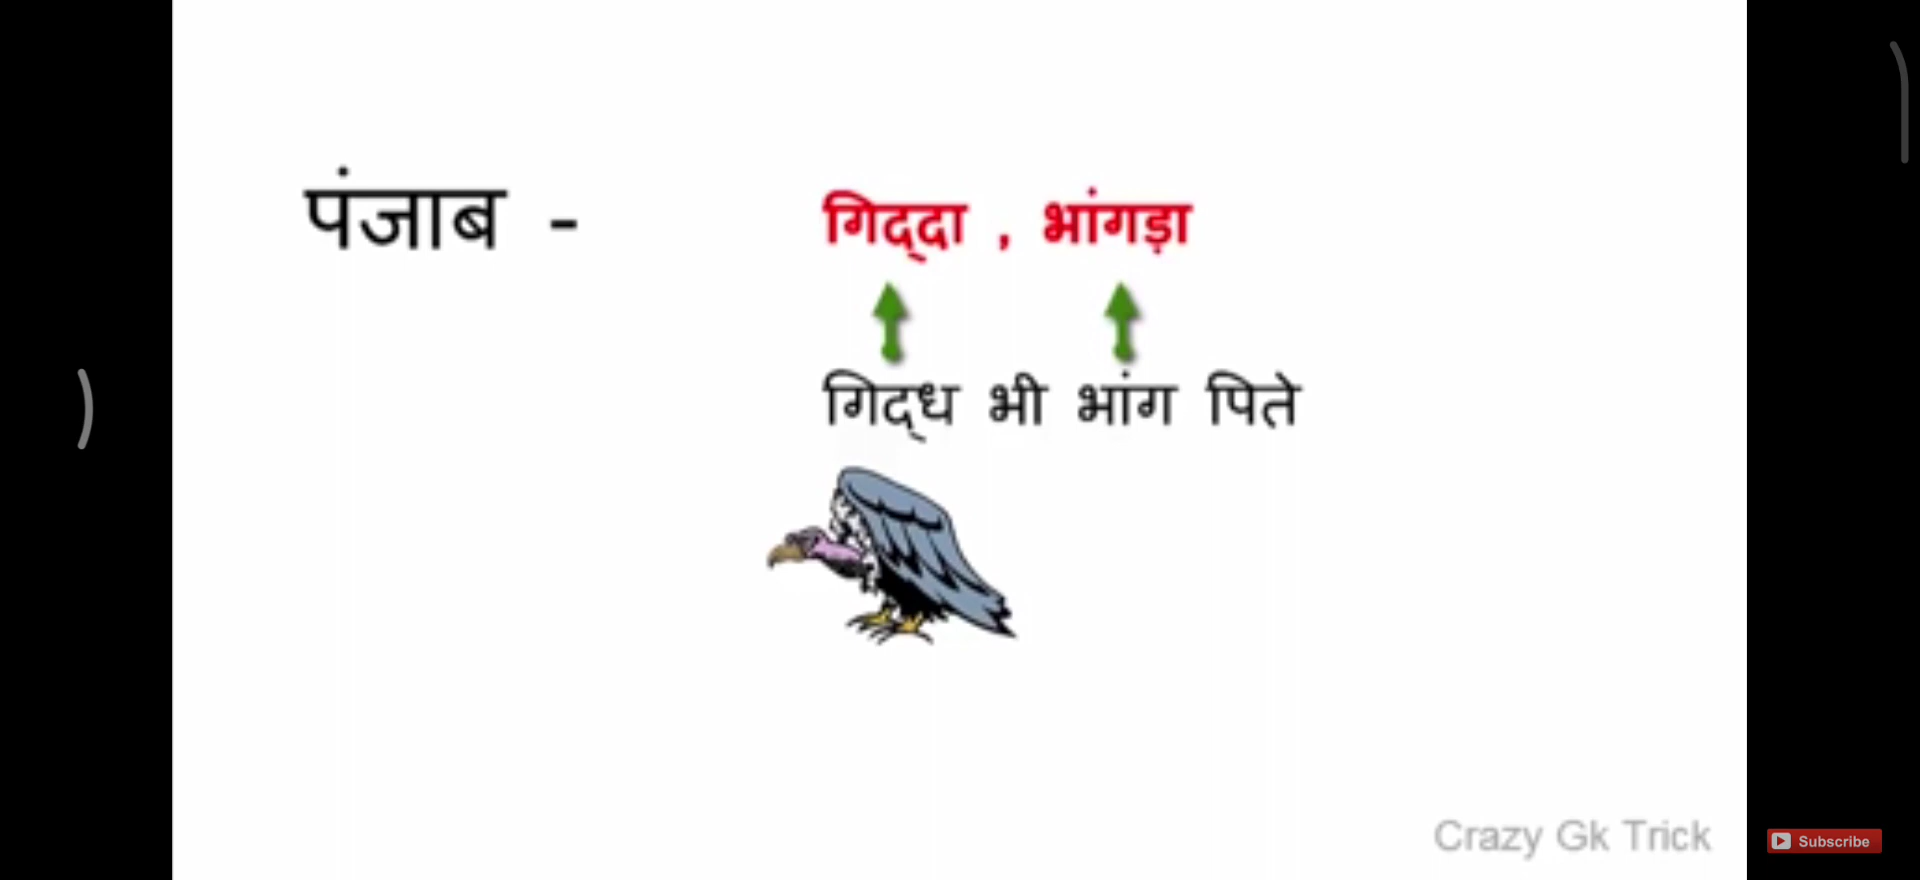 पंजाब - गिद्दा , भांगड़ा
गिद्ध भी भांग पिते
Crazy Gk Trick
Subscribe